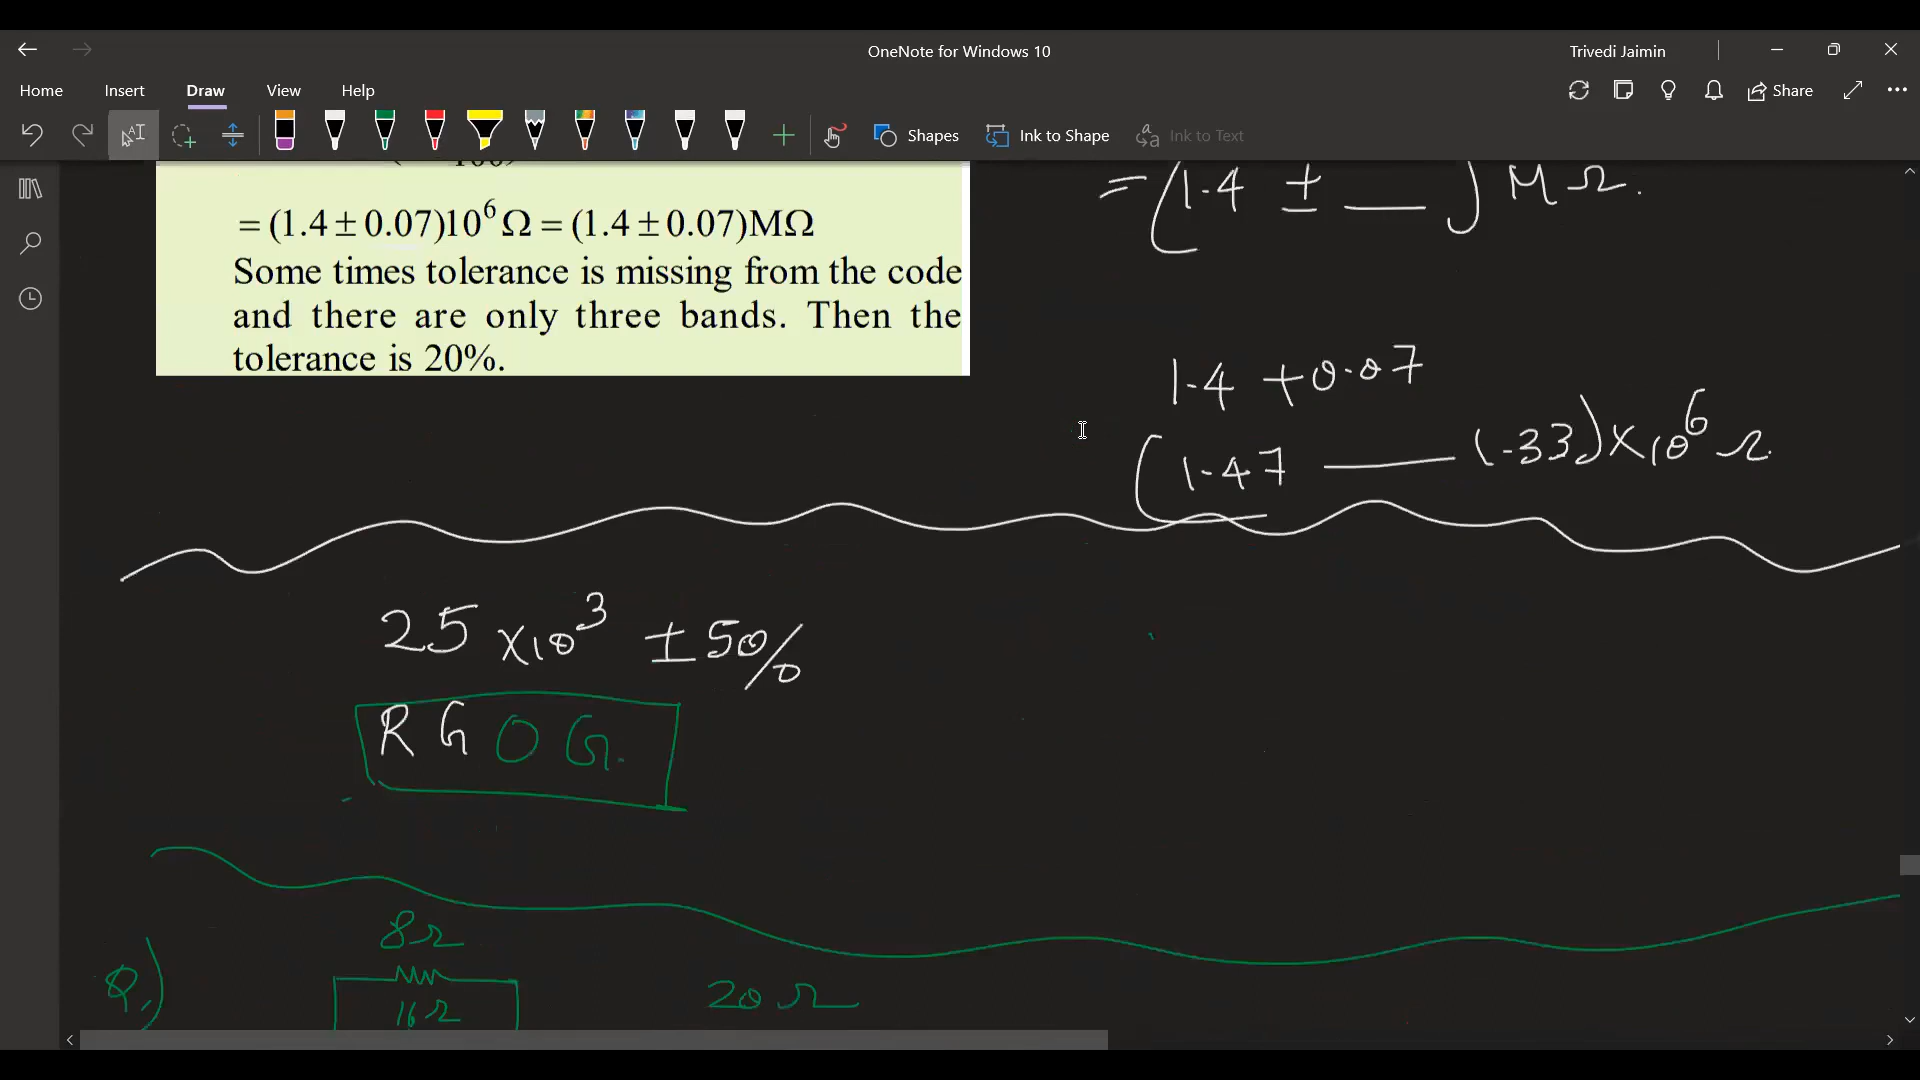 OneNote for Windows 10
Trivedi Jaimin
Home Insert Draw View Help
Share
Shapes Ink to Shape Ink to Text
= (1.4 ± __ ) MΩ.
= (1.4 ± 0.07)10⁶ Ω = (1.4 ± 0.07)MΩ
Some times tolerance is missing from the code
and there are only three bands. Then the
tolerance is 20%.
1.4 + 0.07
(1.47 —— 1.33) × 10⁶ Ω.
25 × 10³ ± 5%
R G O G.
8Ω
Q.)
16Ω
20 Ω